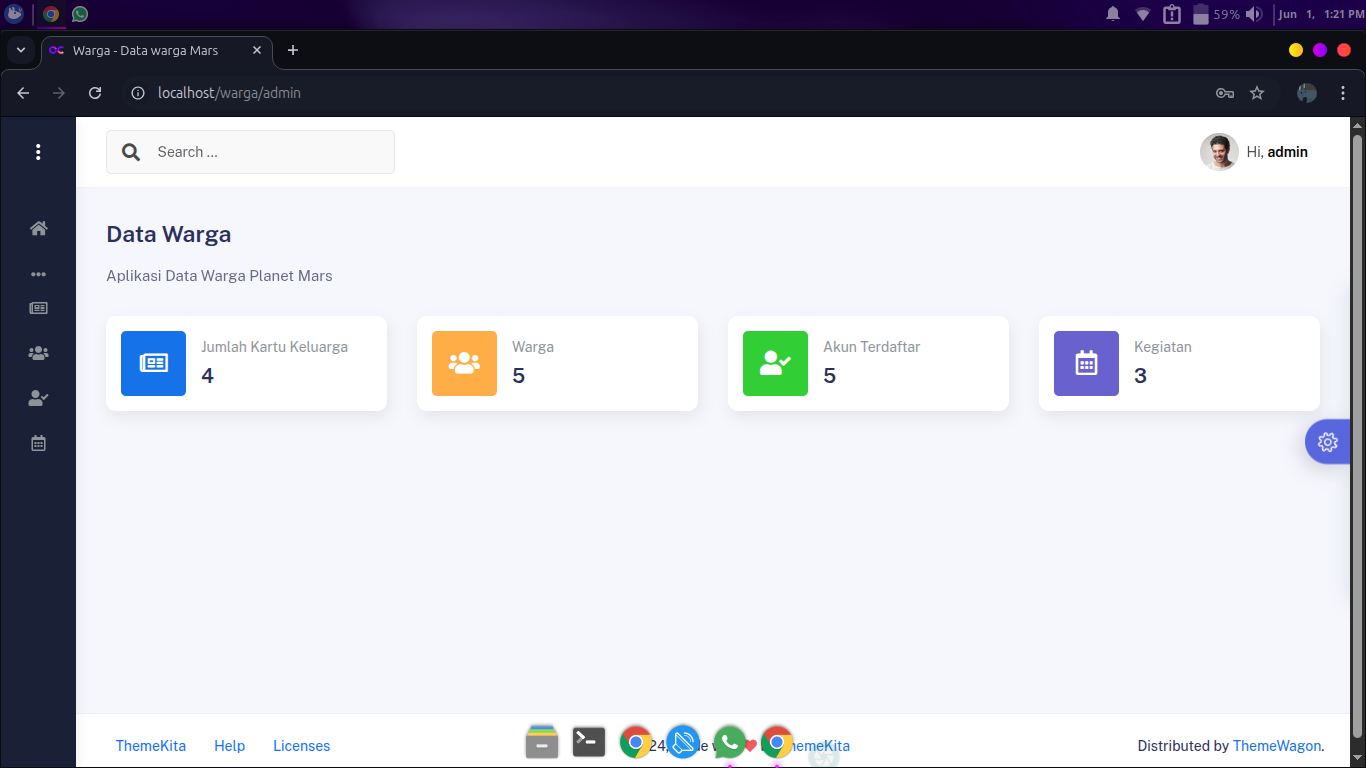 59%
Jun 1, 1:21 PM
Warga - Data warga Mars
localhost/warga/admin
Search ...
Hi, admin
Data Warga
Aplikasi Data Warga Planet Mars
Jumlah Kartu Keluarga
4
Warga
5
Akun Terdaftar
5
Kegiatan
3
ThemeKita
Help
Licenses
24,
Distributed by ThemeWagon.